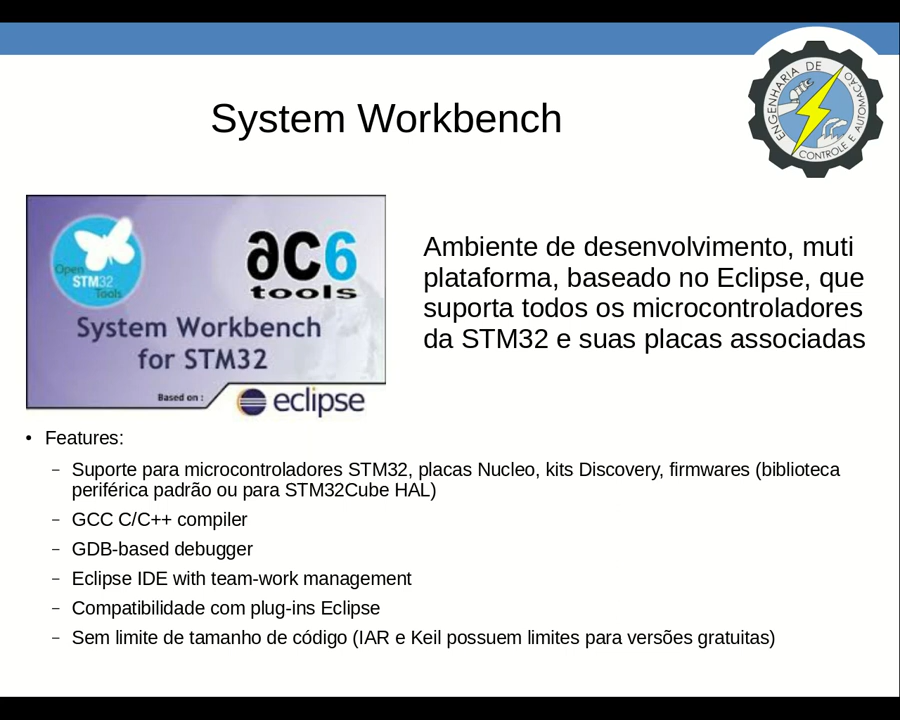 ENGENHARIA DE
CONTROLE E AUTOMAÇÃO
System Workbench
Open
STM32
Tools
ac6
tools
System Workbench
for STM32
Based on :
eclipse
Ambiente de desenvolvimento, muti
plataforma, baseado no Eclipse, que
suporta todos os microcontroladores
da STM32 e suas placas associadas
• Features:
– Suporte para microcontroladores STM32, placas Nucleo, kits Discovery, firmwares (biblioteca
periférica padrão ou para STM32Cube HAL)
– GCC C/C++ compiler
– GDB-based debugger
– Eclipse IDE with team-work management
– Compatibilidade com plug-ins Eclipse
– Sem limite de tamanho de código (IAR e Keil possuem limites para versões gratuitas)